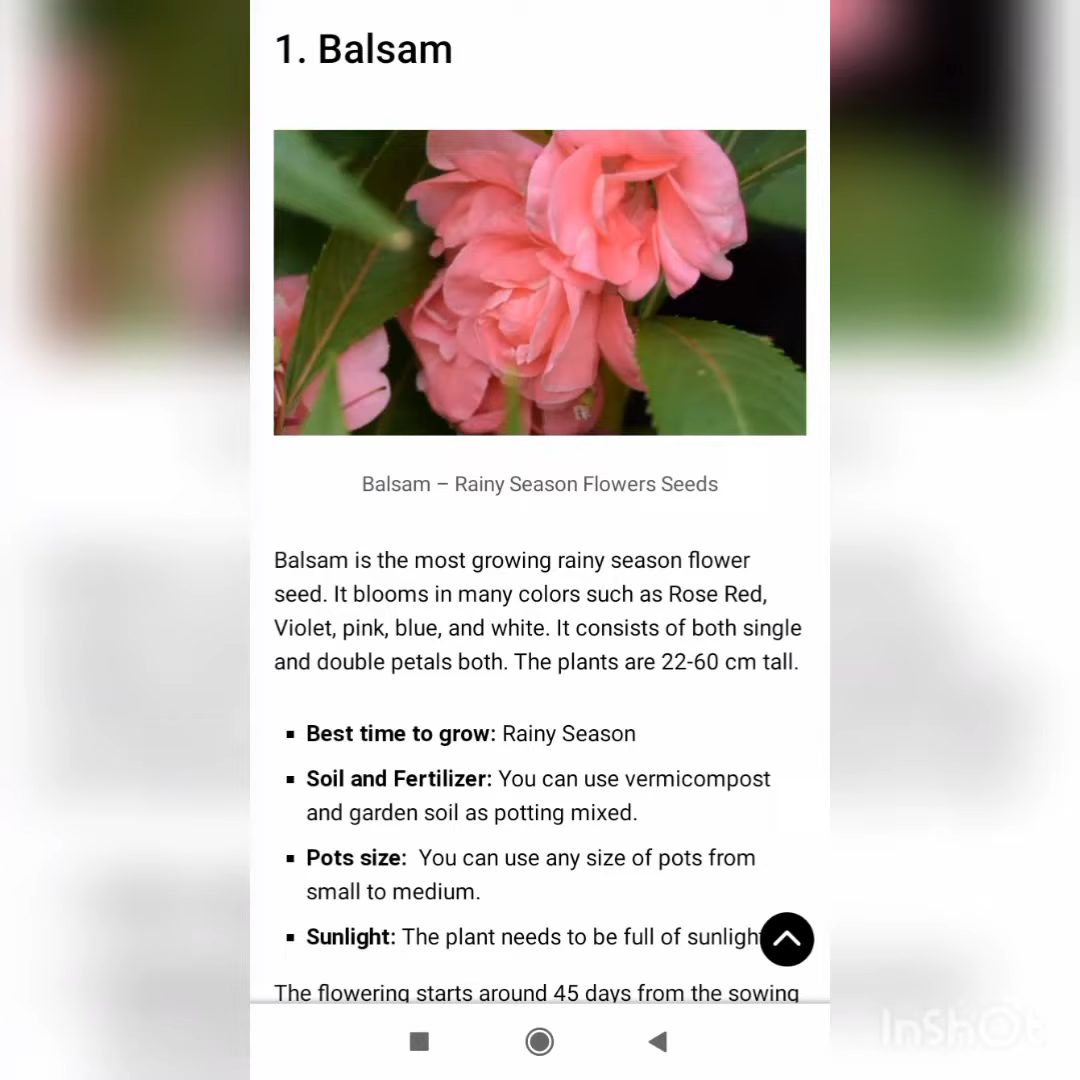 1. Balsam
Balsam – Rainy Season Flowers Seeds
Balsam is the most growing rainy season flower
seed. It blooms in many colors such as Rose Red,
Violet, pink, blue, and white. It consists of both single
and double petals both. The plants are 22-60 cm tall.
▪ Best time to grow: Rainy Season
▪ Soil and Fertilizer: You can use vermicompost
and garden soil as potting mixed.
▪ Pots size:  You can use any size of pots from
small to medium.
▪ Sunlight: The plant needs to be full of sunlight
The flowering starts around 45 days from the sowing
InShOt